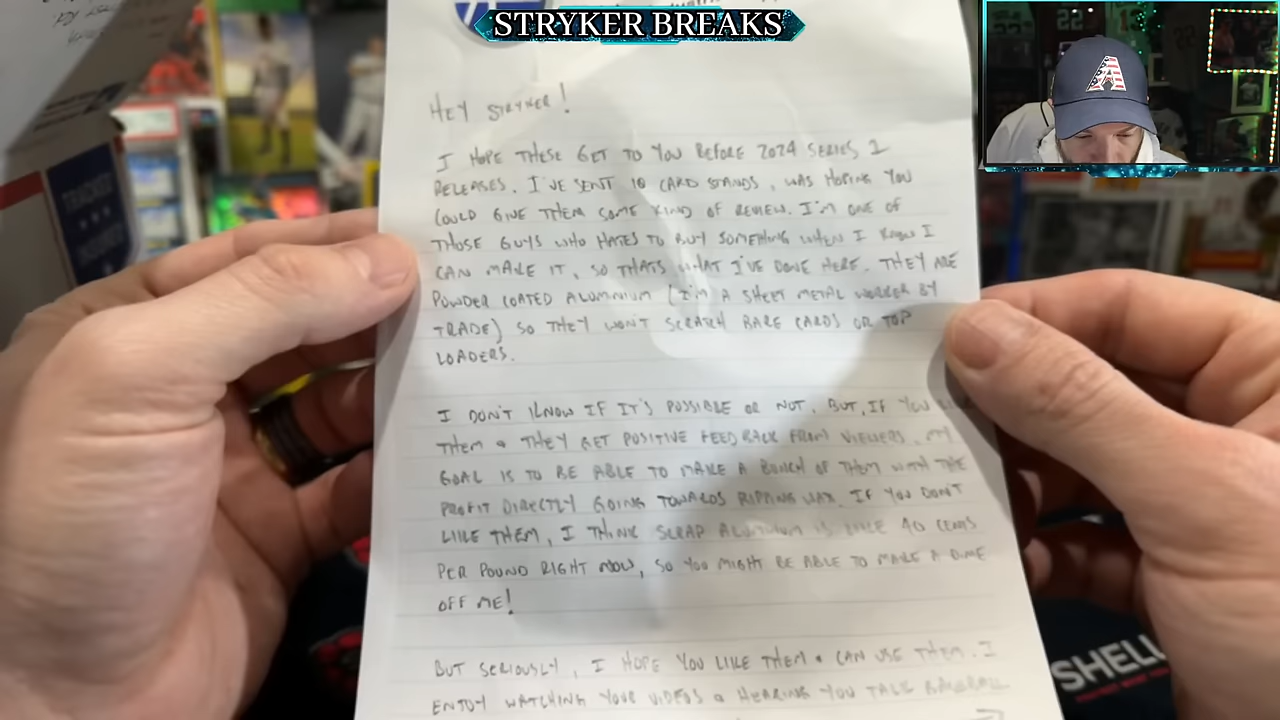 STRYKER BREAKS
HEY STRYKER!
I HOPE THESE GET TO YOU BEFORE 2024 SERIES 1
RELEASES. I'VE SENT 10 CARD STANDS, WAS HOPING YOU
COULD GIVE THEM SOME KIND OF REVIEW. I'M ONE OF
THOSE GUYS WHO HATES TO BUY SOMETHING WHEN I KNOW I
CAN MAKE IT, SO THATS WHAT I'VE DONE HERE. THEY ARE
POWDER COATED ALUMINIUM (I'M A SHEET METAL WORKER BY
TRADE) SO THEY WON'T SCRATCH BARE CARDS OR TOP
LOADERS.
I DON'T KNOW IF IT'S POSSIBLE OR NOT, BUT, IF YOU
THEM & THEY GET POSITIVE FEEDBACK FROM VIEWERS, MY
GOAL IS TO BE ABLE TO MAKE A BUNCH OF THEM WITH THE
PROFIT DIRECTLY GOING TOWARDS RIPPING WAX. IF YOU DON'T
LIKE THEM, I THINK SCRAP ALUMINUM IS LIKE 40 CENTS
PER POUND RIGHT NOW, SO YOU MIGHT BE ABLE TO MAKE A DIME
OFF ME!
BUT SERIOUSLY, I HOPE YOU LIKE THEM & CAN USE THEM. I
ENJOY WATCHING YOUR VIDEOS & HEARING YOU TALK BASEBALL
SHELL
A
22